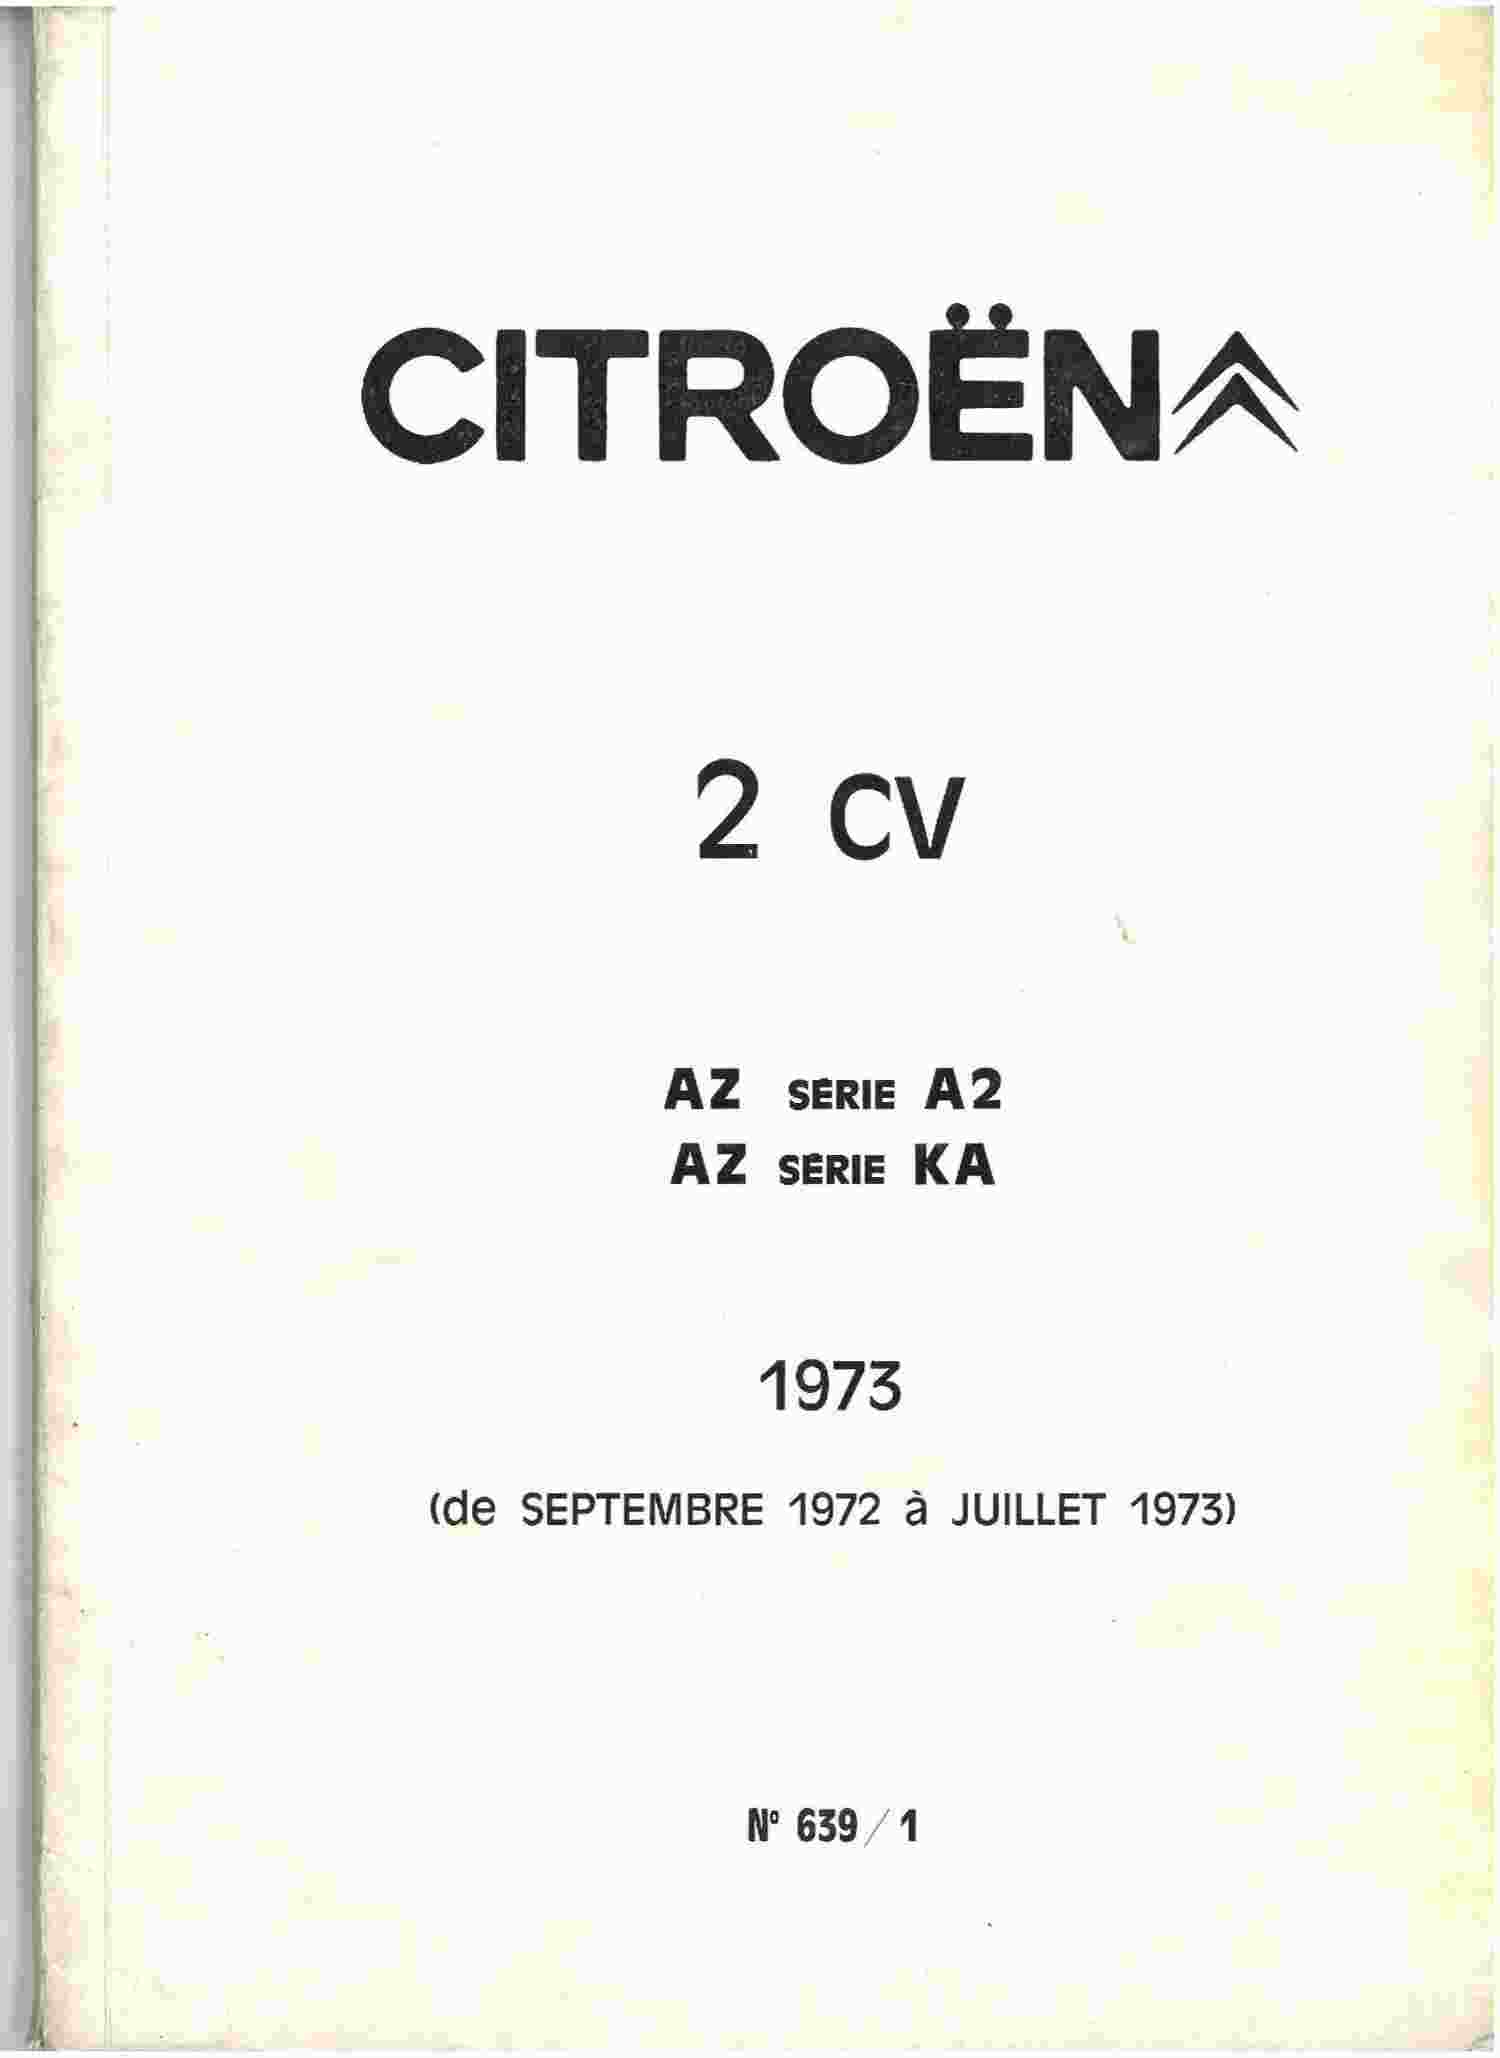 CITROËN
2 CV
AZ SÉRIE A2
AZ SÉRIE KA
1973
(de SEPTEMBRE 1972 à JUILLET 1973)
N° 639/1